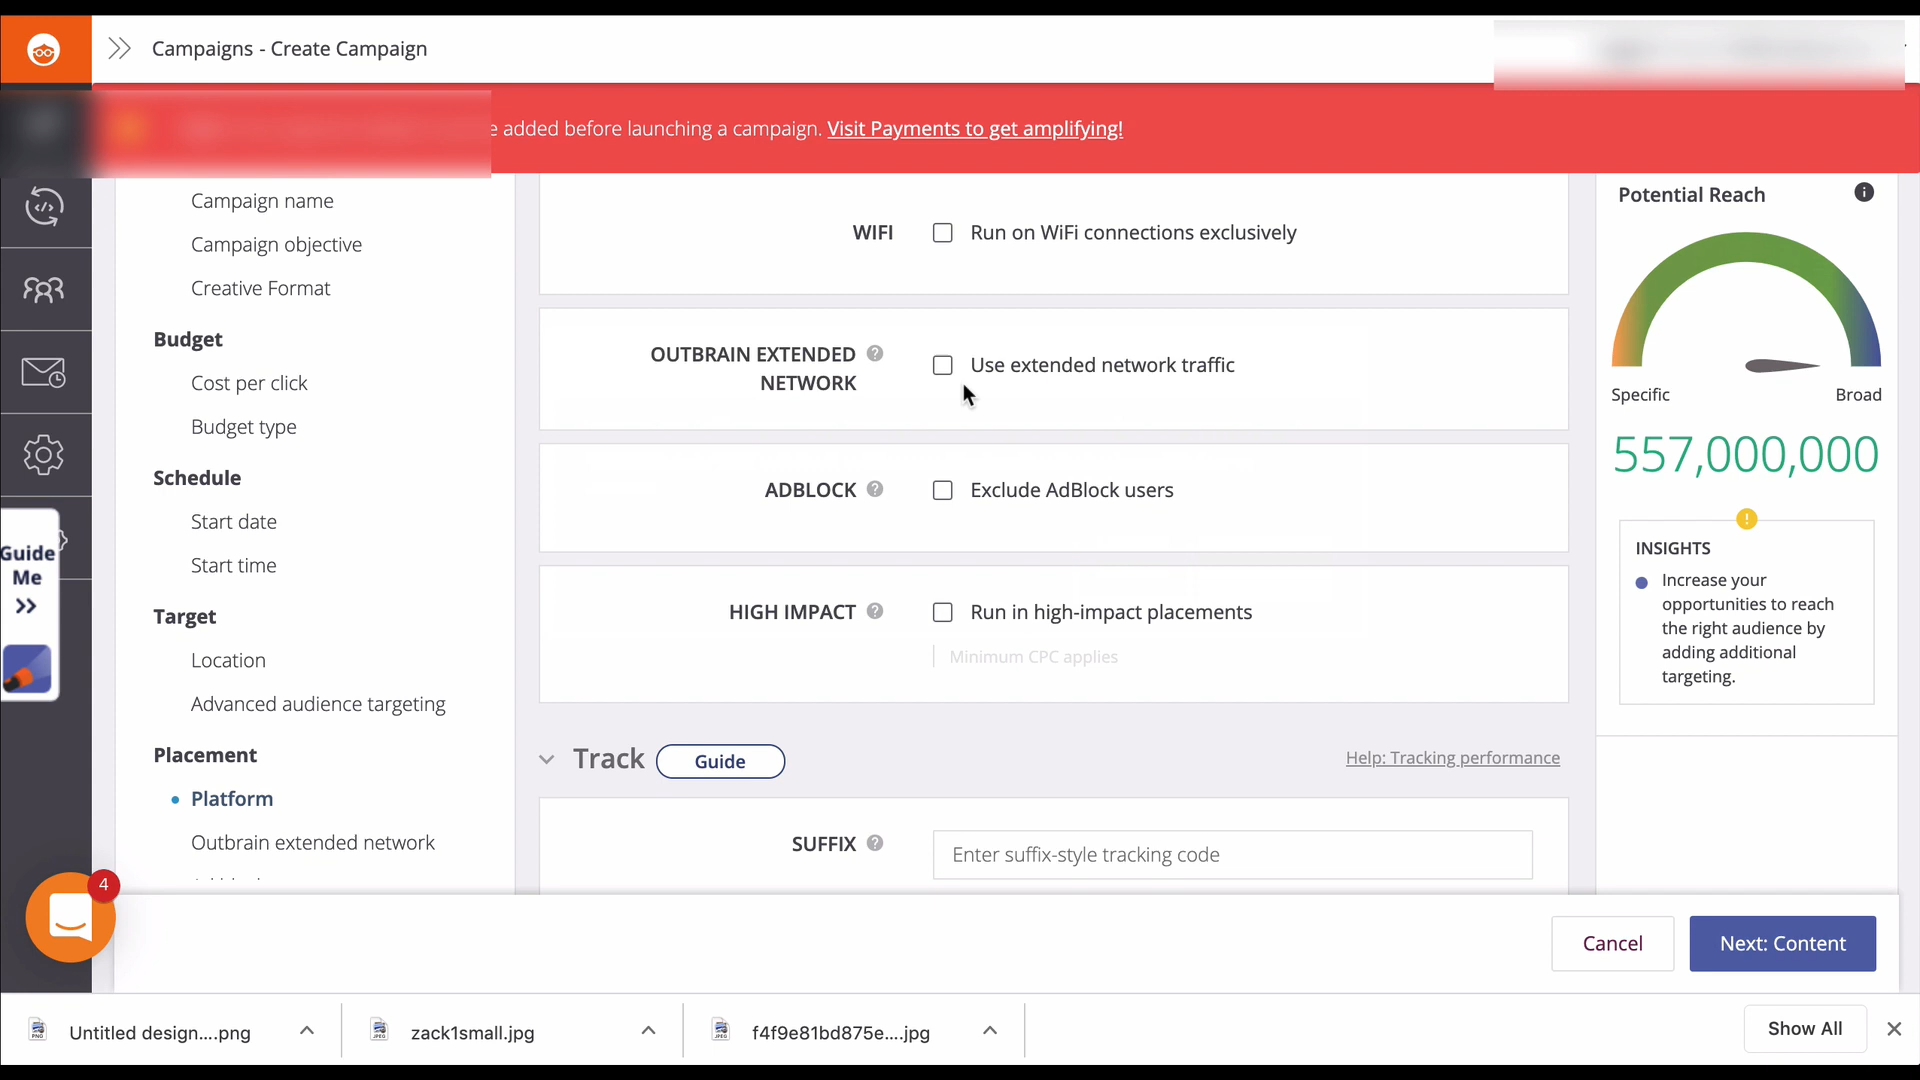 Campaigns - Create Campaign
added before launching a campaign. Visit Payments to get amplifying!
Campaign name
Campaign objective
Creative Format
Budget
Cost per click
Budget type
Schedule
Start date
Start time
Target
Location
Advanced audience targeting
Placement
Platform
Outbrain extended network
Guide
Me
>>
4
WIFI
Run on WiFi connections exclusively
OUTBRAIN EXTENDED
NETWORK
Use extended network traffic
ADBLOCK
Exclude AdBlock users
HIGH IMPACT
Run in high-impact placements
Minimum CPC applies
Track
Guide
Help: Tracking performance
SUFFIX
Enter suffix-style tracking code
Potential Reach
Specific
Broad
557,000,000
INSIGHTS
Increase your
opportunities to reach
the right audience by
adding additional
targeting.
Cancel
Next: Content
Untitled design....png
zack1small.jpg
f4f9e81bd875e....jpg
Show All